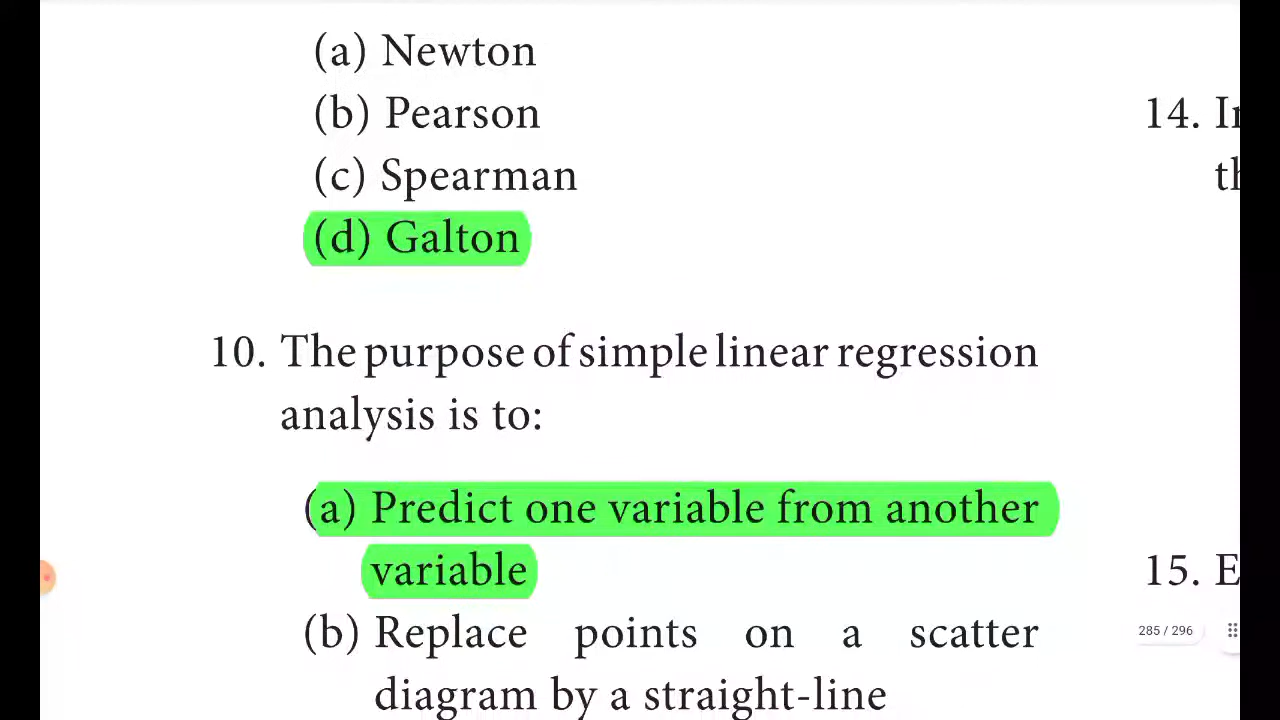 (a) Newton
(b) Pearson
(c) Spearman
(d) Galton
10. The purpose of simple linear regression
analysis is to:
(a) Predict one variable from another
variable
(b) Replace points on a scatter
diagram by a straight-line
14.
15. E
285 / 296